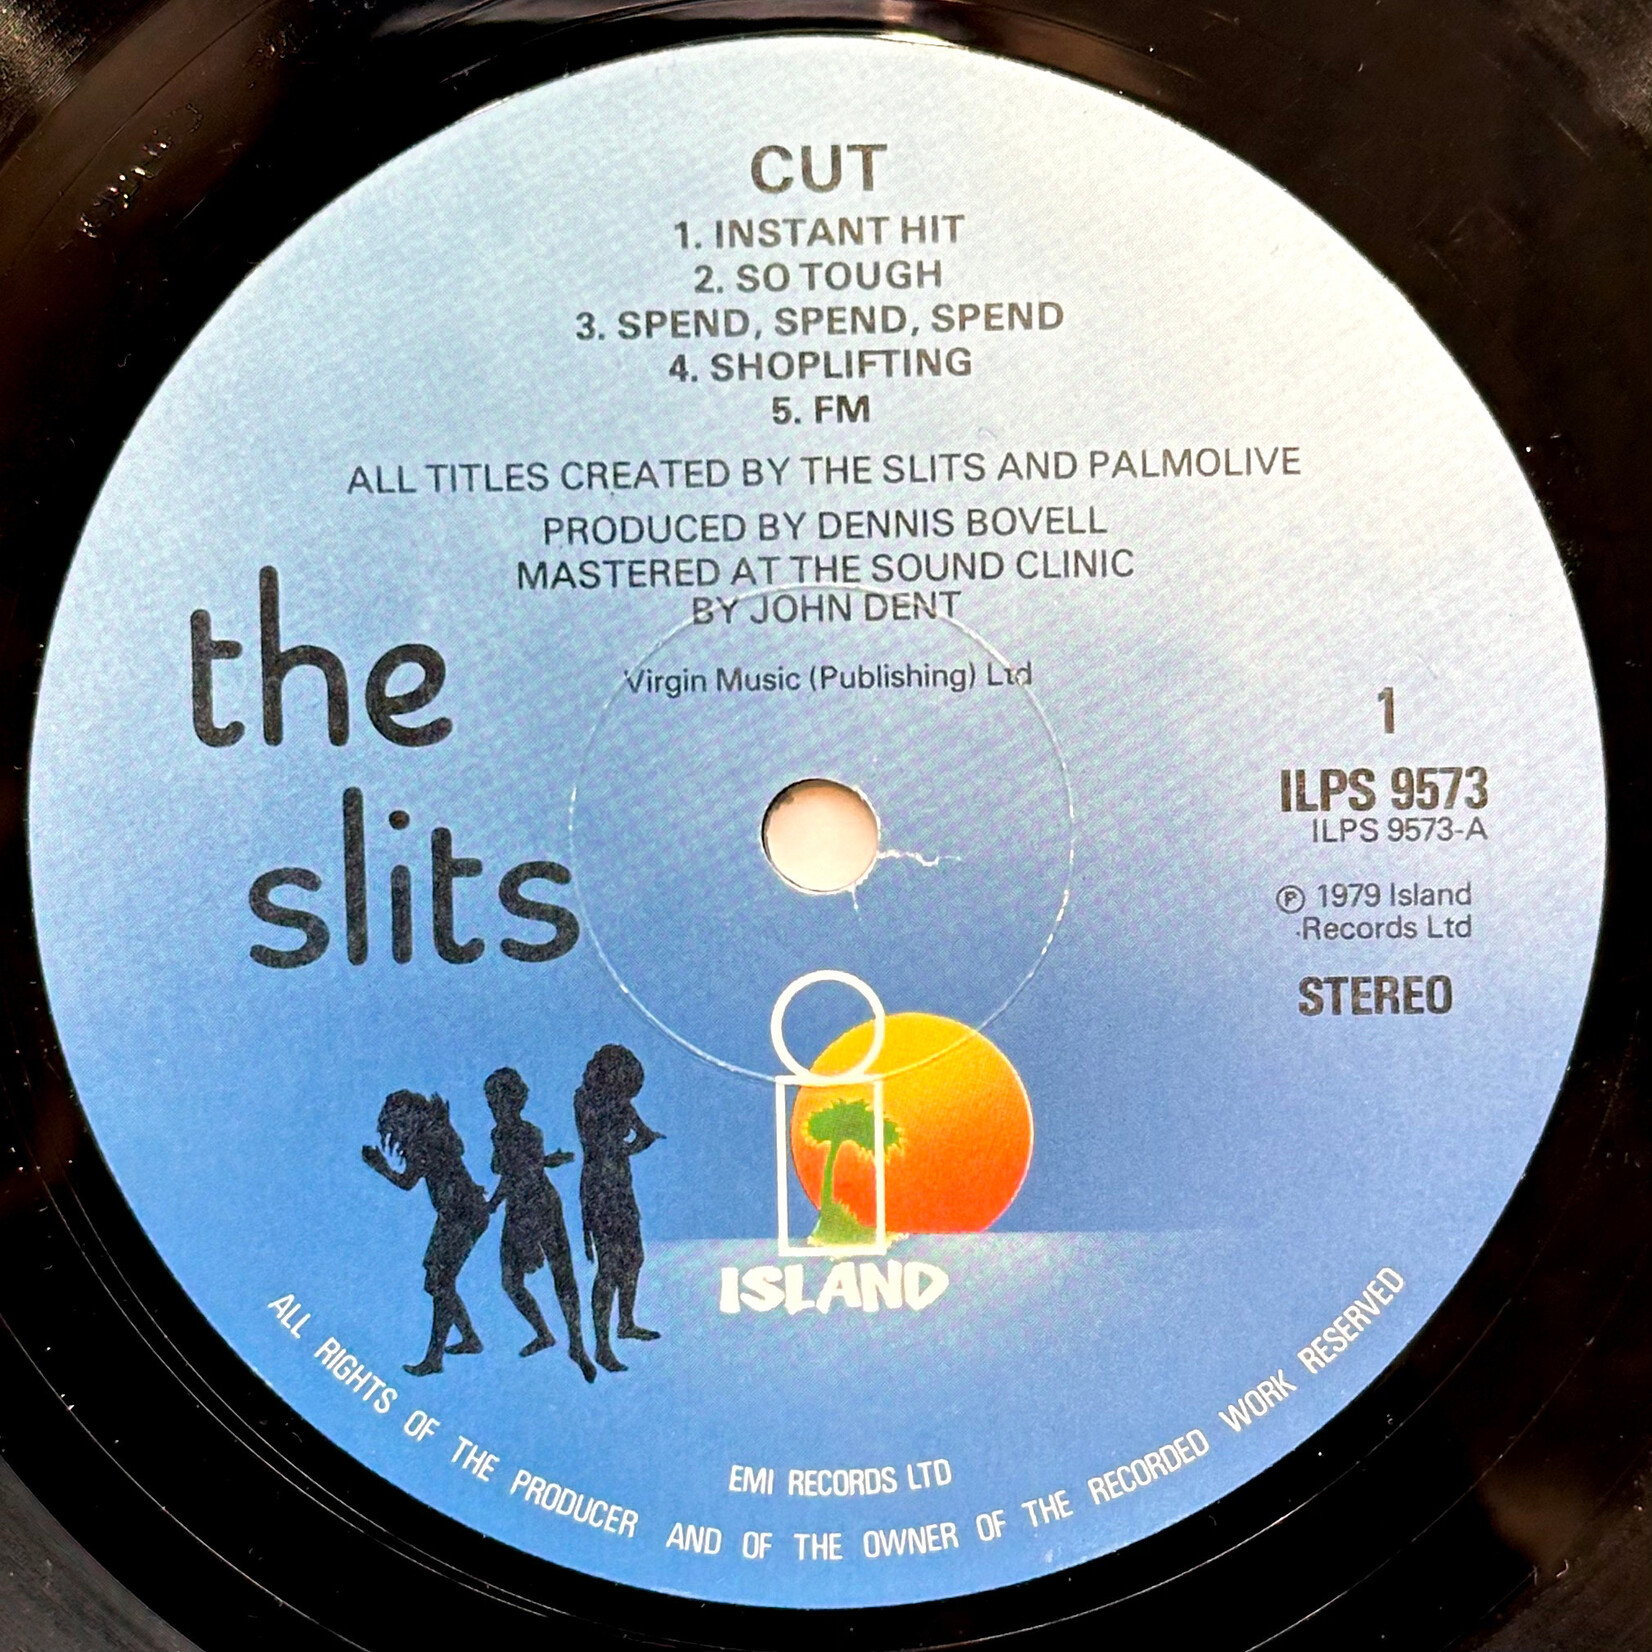 CUT
1. INSTANT HIT
2. SO TOUGH
3. SPEND, SPEND, SPEND
4. SHOPLIFTING
5. FM
ALL TITLES CREATED BY THE SLITS AND PALMOLIVE
PRODUCED BY DENNIS BOVELL
MASTERED AT THE SOUND CLINIC
BY JOHN DENT
Virgin Music (Publishing) Ltd
the
slits
1
ILPS 9573
ILPS 9573-A
℗ 1979 Island
Records Ltd
STEREO
ISLAND
EMI RECORDS LTD
ALL RIGHTS OF THE PRODUCER AND OF THE OWNER OF THE RECORDED WORK RESERVED